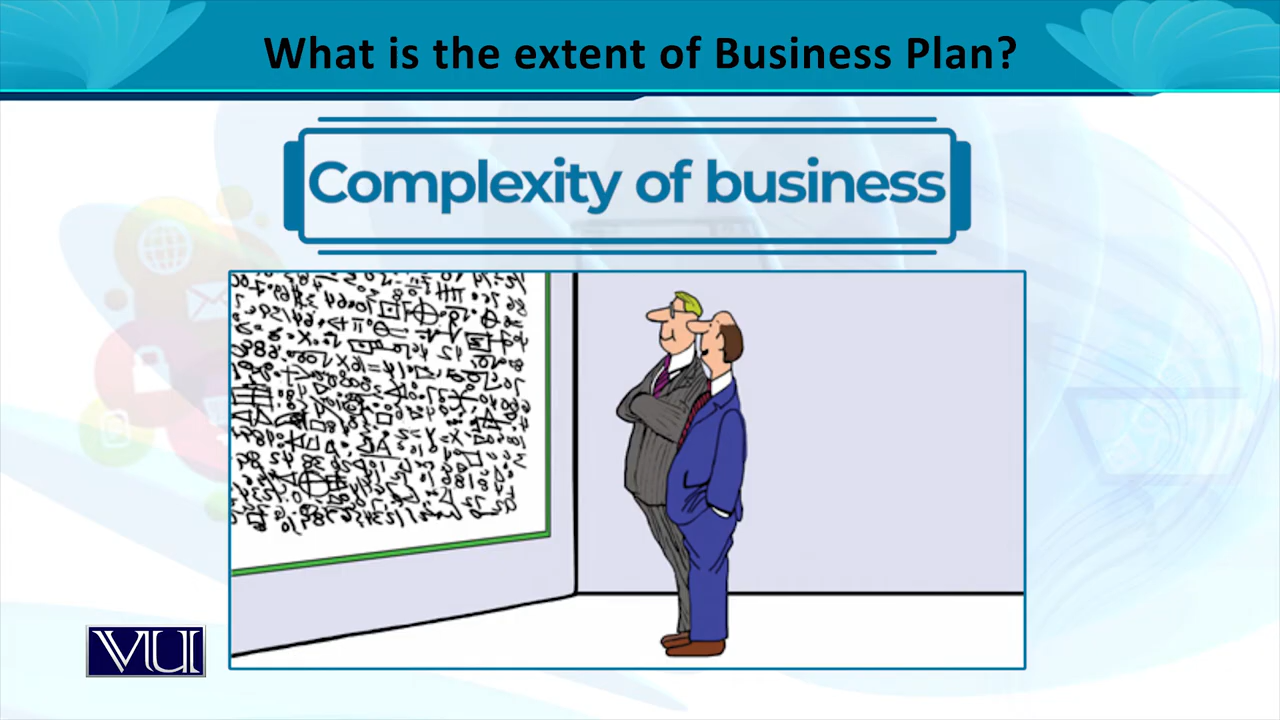 What is the extent of Business Plan?
Complexity of business
VU